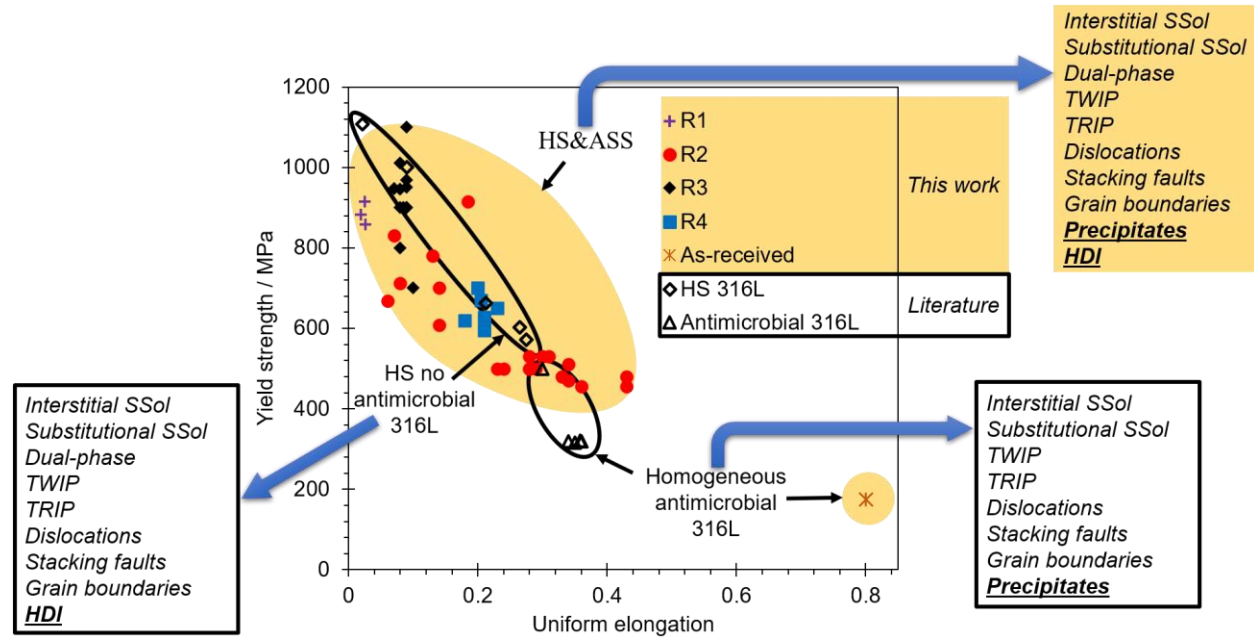 Interstitial SSol
Substitutional SSol
Dual-phase
TWIP
TRIP
Dislocations
Stacking faults
Grain boundaries
Precipitates
HDI
1200
1000
800
600
400
200
0
Yield strength / MPa
0
0.2
0.4
0.6
0.8
Uniform elongation
HS&ASS
R1
R2
R3
R4
As-received
This work
HS 316L
Antimicrobial 316L
Literature
HS no
antimicrobial
316L
Homogeneous
antimicrobial
316L
Interstitial SSol
Substitutional SSol
Dual-phase
TWIP
TRIP
Dislocations
Stacking faults
Grain boundaries
HDI
Interstitial SSol
Substitutional SSol
TWIP
TRIP
Dislocations
Stacking faults
Grain boundaries
Precipitates